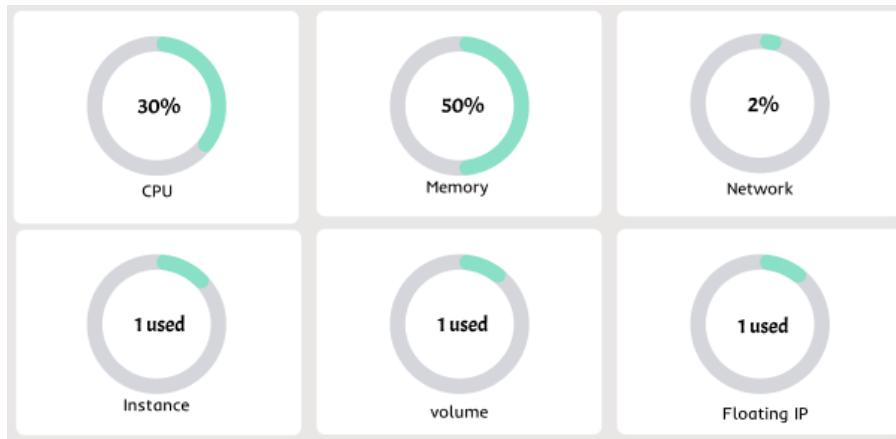 30%
CPU
50%
Memory
2%
Network
1 used
Instance
1 used
volume
1 used
Floating IP